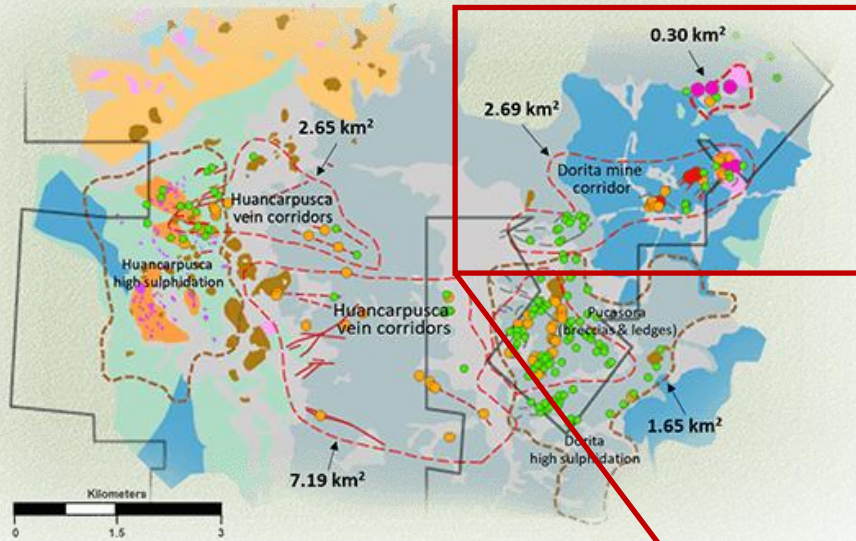 0.30 km²
2.69 km²
2.65 km²
Dorita mine
corridor
Huancarpusca
vein corridors
Huancarpusca
high sulphidation
Huancarpusca
vein corridors
Pucasora
(breccias & ledges)
1.65 km²
Dorita
high sulphidation
7.19 km²
Kilometers
0 1.5 3